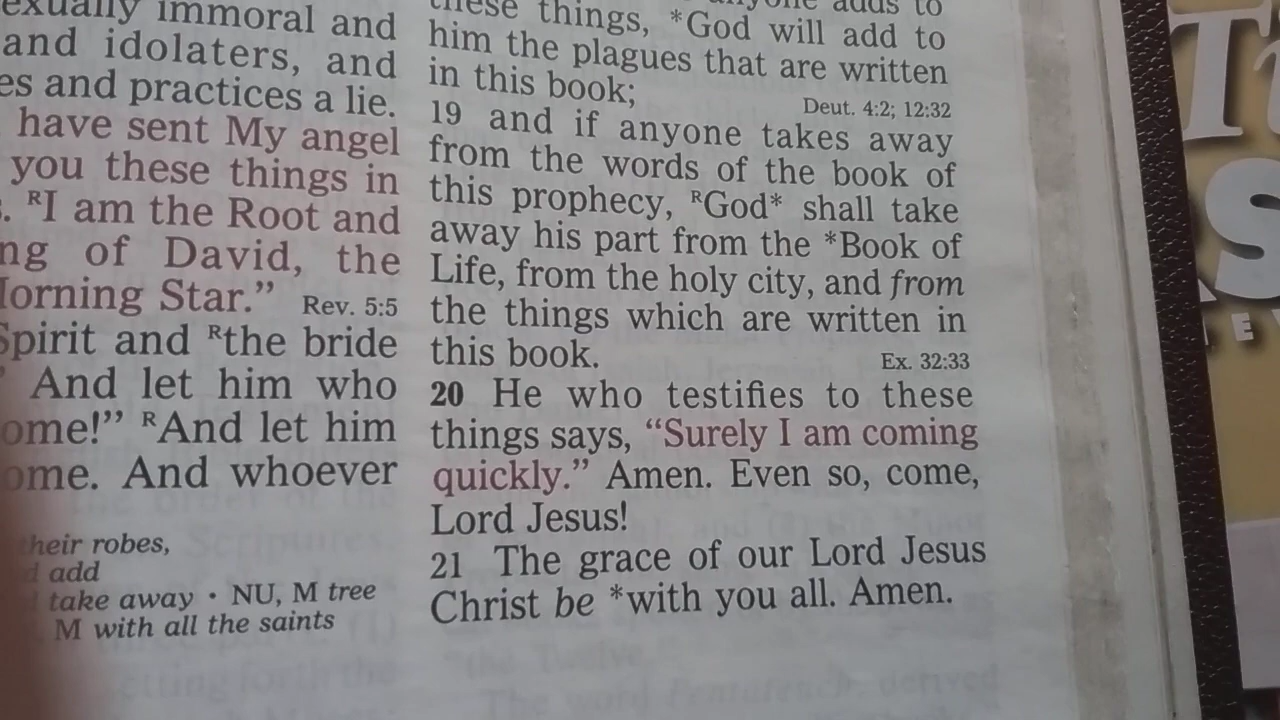 immoral and
and idolaters, and
and practices a lie.
have sent My angel
you these things in
ᴿI am the Root and
of David, the
Star.” Rev. 5:5
and ᴿthe bride
And let him who
ᴿAnd let him
And whoever
their robes,
add
take away • NU, M tree
M with all the saints
these things, *God will add to
him the plagues that are written
in this book; Deut. 4:2; 12:32
19 and if anyone takes away
from the words of the book of
this prophecy, ᴿGod* shall take
away his part from the *Book of
Life, from the holy city, and from
the things which are written in
this book. Ex. 32:33
20 He who testifies to these
things says, “Surely I am coming
quickly.” Amen. Even so, come,
Lord Jesus!
21 The grace of our Lord Jesus
Christ be *with you all. Amen.